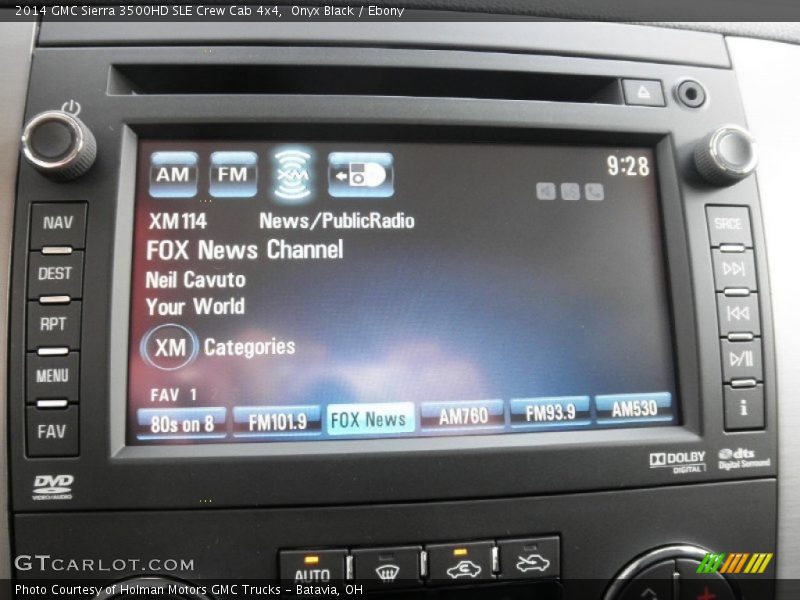 2014 GMC Sierra 3500HD SLE Crew Cab 4x4, Onyx Black / Ebony
AM FM XM 9:28
XM114 News/PublicRadio
FOX News Channel
Neil Cavuto
Your World
XM Categories
FAV 1
80s on 8 FM101.9 FOX News AM760 FM93.9 AM530
NAV
DEST
RPT
MENU
FAV
SRCE
i
DVD
VIDEO/AUDIO
DOLBY
DIGITAL
dts
Digital Surround
AUTO
GTCARLOT.COM
Photo Courtesy of Holman Motors GMC Trucks - Batavia, OH